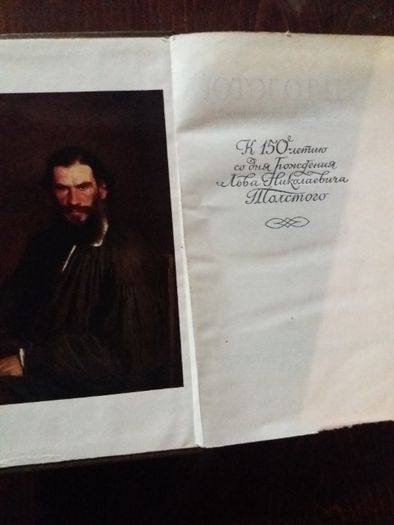 К 150-летию
со дня рождения
Льва Николаевича
Толстого